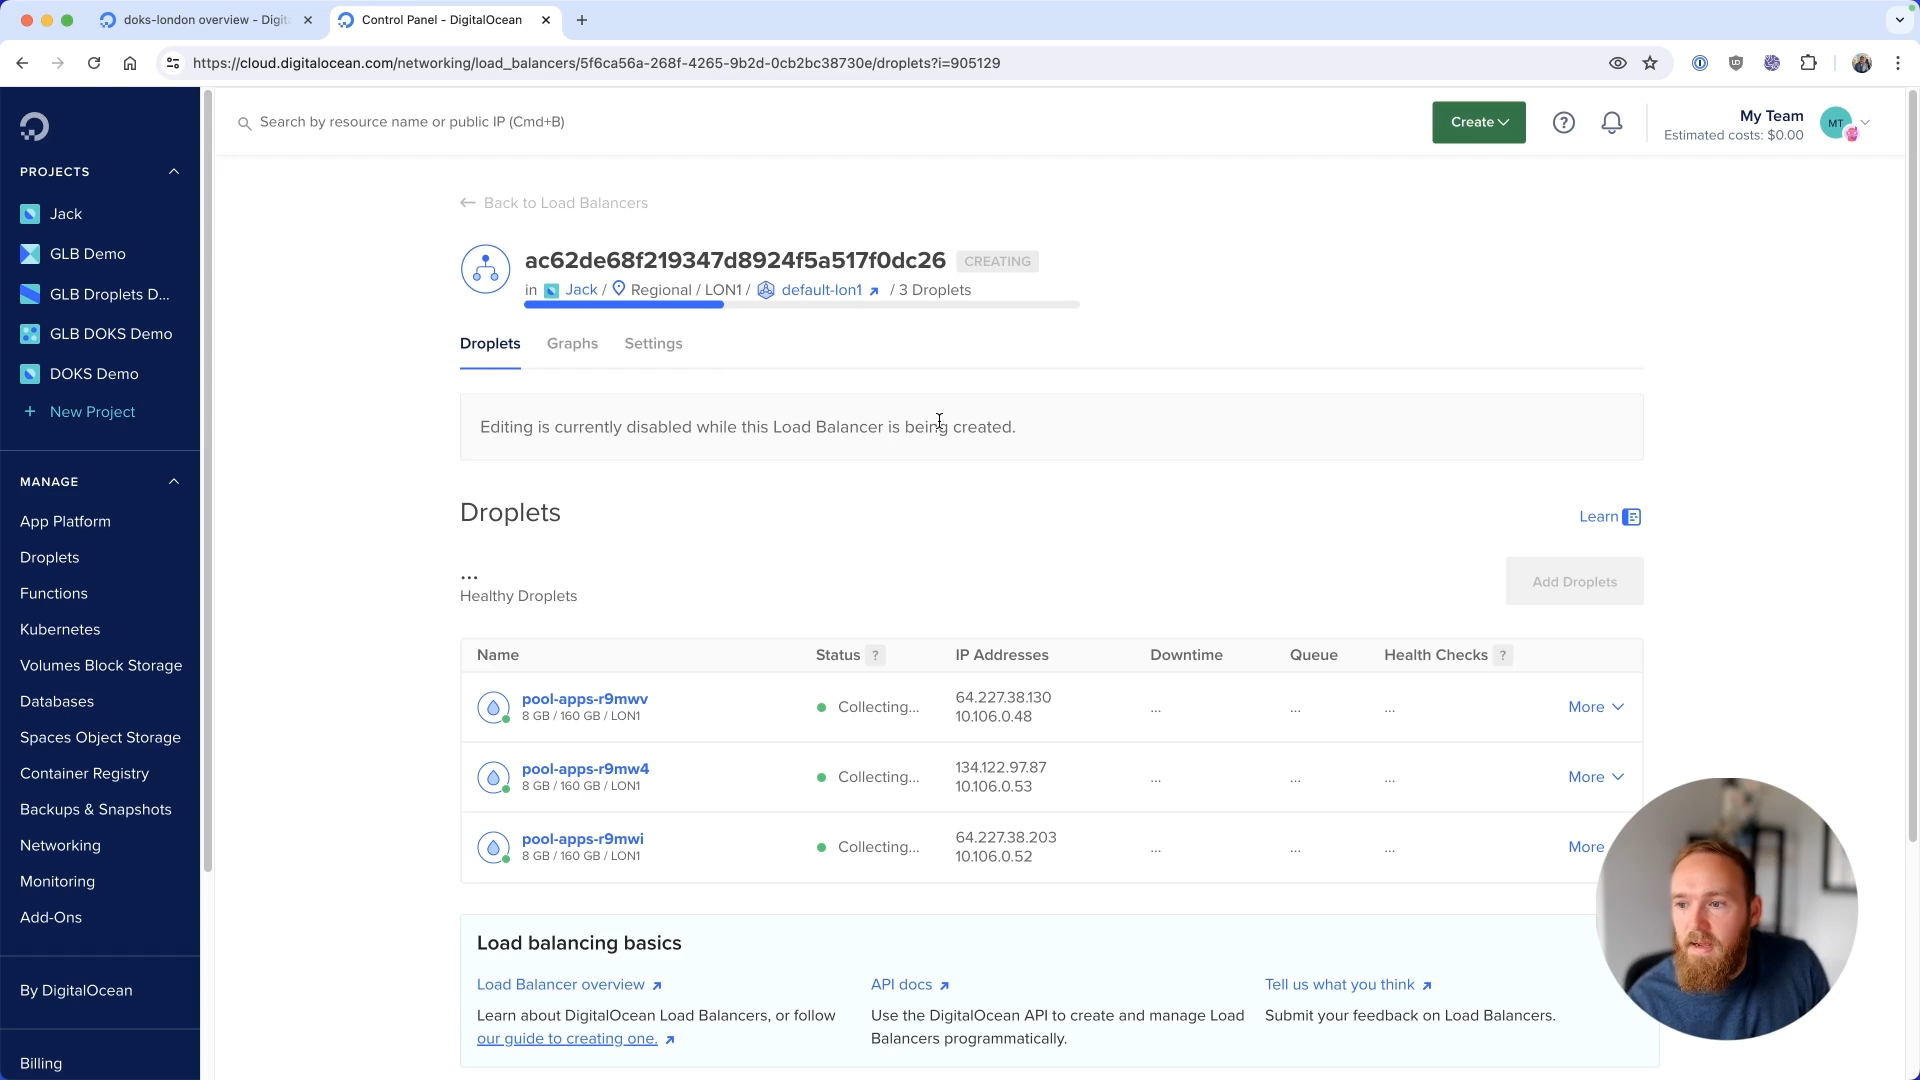 doks-london overview - Digit
Control Panel - DigitalOcean
https://cloud.digitalocean.com/networking/load_balancers/5f6ca56a-268f-4265-9b2d-0cb2bc38730e/droplets?i=905129
Search by resource name or public IP (Cmd+B)
Create
My Team
Estimated costs: $0.00
MT
PROJECTS
Jack
GLB Demo
GLB Droplets D...
GLB DOKS Demo
DOKS Demo
+ New Project
MANAGE
App Platform
Droplets
Functions
Kubernetes
Volumes Block Storage
Databases
Spaces Object Storage
Container Registry
Backups & Snapshots
Networking
Monitoring
Add-Ons
By DigitalOcean
Billing
← Back to Load Balancers
ac62de68f219347d8924f5a517f0dc26 CREATING
in Jack / Regional / LON1 / default-lon1 / 3 Droplets
Droplets Graphs Settings
Editing is currently disabled while this Load Balancer is being created.
Droplets
Learn
...
Healthy Droplets
Add Droplets
Name Status ? IP Addresses Downtime Queue Health Checks ?
pool-apps-r9mwv
8 GB / 160 GB / LON1
Collecting...
64.227.38.130
10.106.0.48
... ... ...
More
pool-apps-r9mw4
8 GB / 160 GB / LON1
Collecting...
134.122.97.87
10.106.0.53
... ... ...
More
pool-apps-r9mwi
8 GB / 160 GB / LON1
Collecting...
64.227.38.203
10.106.0.52
... ... ...
More
Load balancing basics
Load Balancer overview
Learn about DigitalOcean Load Balancers, or follow
our guide to creating one.
API docs
Use the DigitalOcean API to create and manage Load
Balancers programmatically.
Tell us what you think
Submit your feedback on Load Balancers.